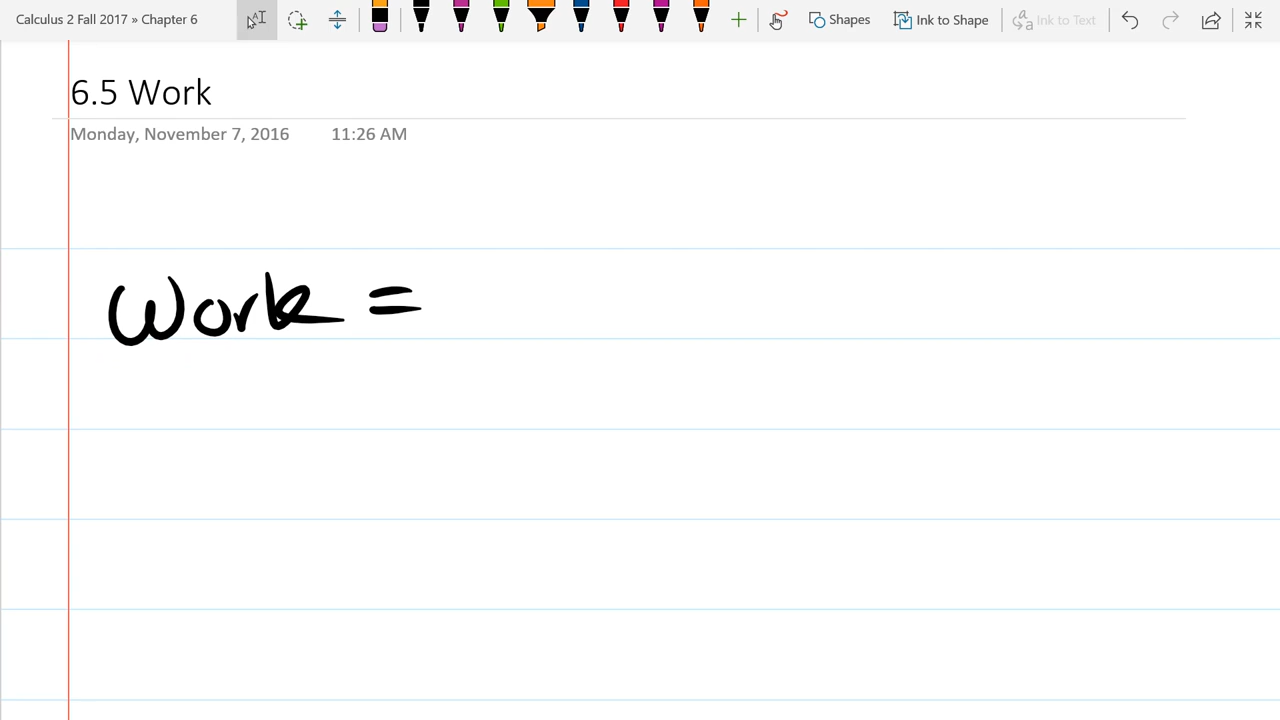 Calculus 2 Fall 2017 » Chapter 6
Shapes
Ink to Shape
Ink to Text
6.5 Work
Monday, November 7, 2016 11:26 AM
Work =